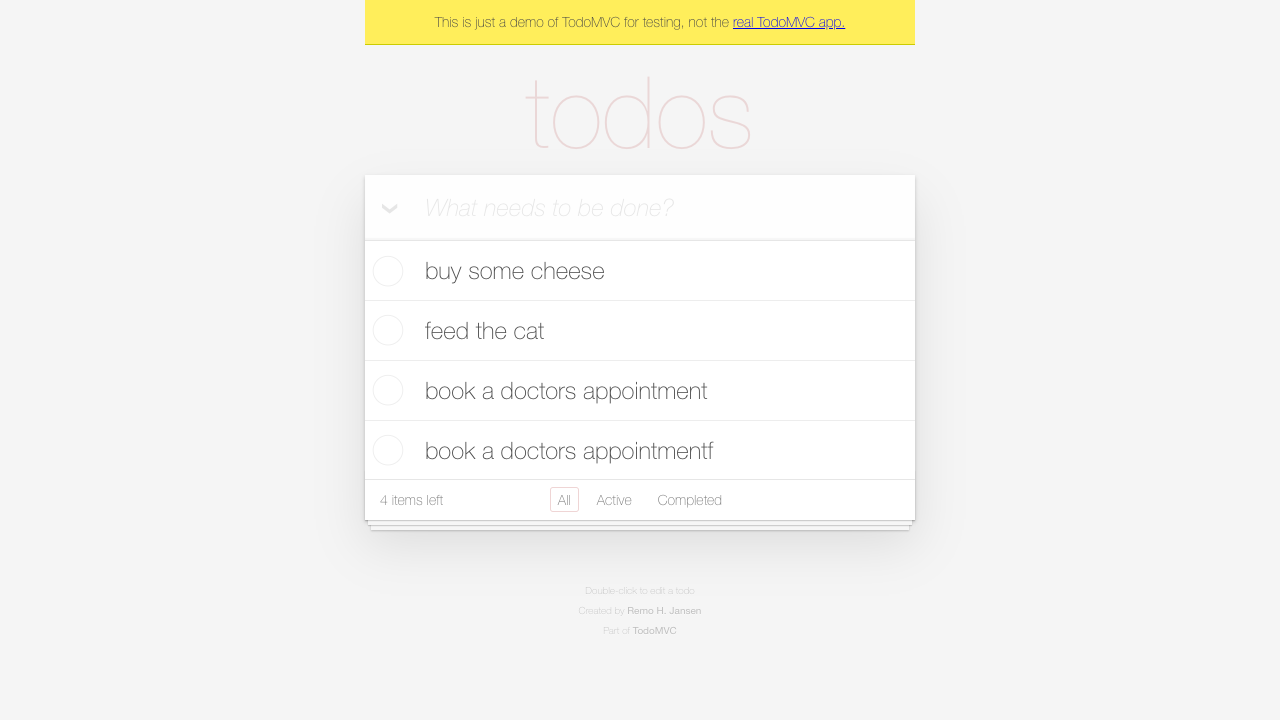 This is just a demo of TodoMVC for testing, not the real TodoMVC app.
todos
What needs to be done?
buy some cheese
feed the cat
book a doctors appointment
book a doctors appointmentf
4 items left All Active Completed
Double-click to edit a todo
Created by Remo H. Jansen
Part of TodoMVC